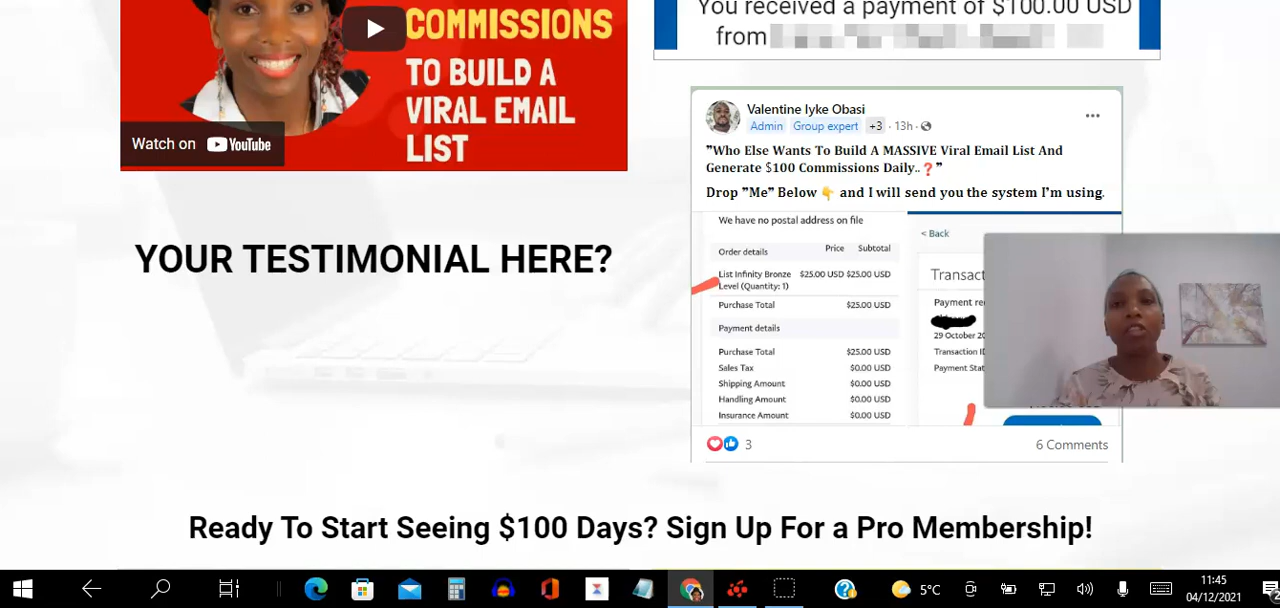 COMMISSIONS
TO BUILD A
VIRAL EMAIL
LIST
Watch on YouTube
You received a payment of $100.00 USD
from
Valentine Iyke Obasi
Admin Group expert +3 · 13h ·
"Who Else Wants To Build A MASSIVE Viral Email List And
Generate $100 Commissions Daily..❓"
Drop "Me" Below 👇 and I will send you the system I'm using.
We have no postal address on file
Order details Price Subtotal
List Infinity Bronze $25.00 USD $25.00 USD
Level (Quantity: 1)
Purchase Total $25.00 USD
Payment details
Purchase Total $25.00 USD
Sales Tax $0.00 USD
Shipping Amount $0.00 USD
Handling Amount $0.00 USD
Insurance Amount $0.00 USD
< Back
Transact
Payment re
29 October 20
Transaction ID
Payment Stat
3
6 Comments
YOUR TESTIMONIAL HERE?
Ready To Start Seeing $100 Days? Sign Up For a Pro Membership!
5°C
11:45
04/12/2021